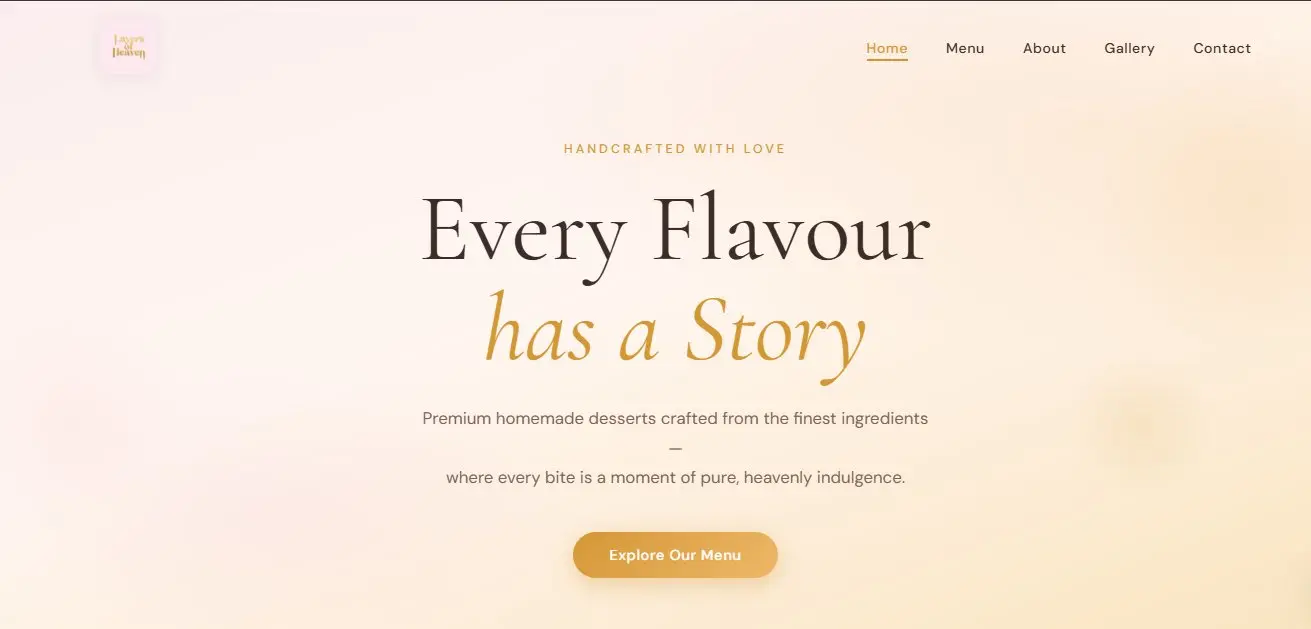 Layers
of
Heaven
Home Menu About Gallery Contact
HANDCRAFTED WITH LOVE
Every Flavour
has a Story
Premium homemade desserts crafted from the finest ingredients
—
where every bite is a moment of pure, heavenly indulgence.
Explore Our Menu